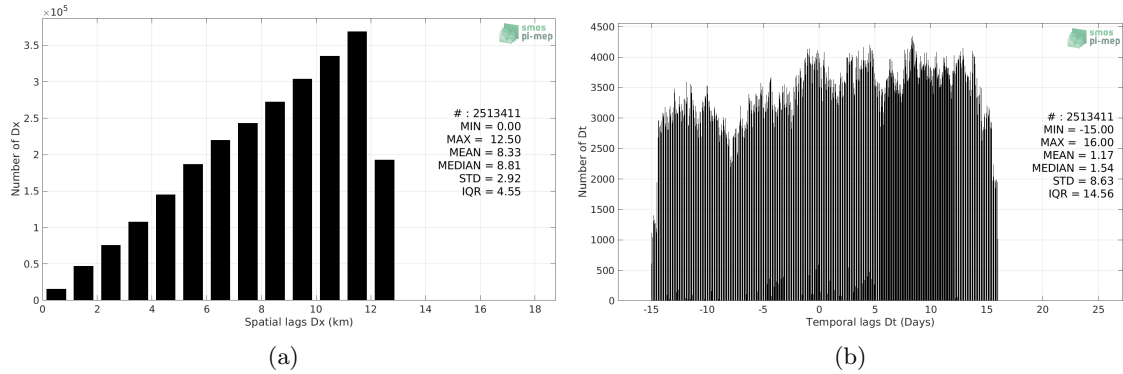 ×10⁵
smos
pi-mep
3.5
3
2.5
2
1.5
1
0.5
0
Number of Dx
# : 2513411
MIN = 0.00
MAX = 12.50
MEAN = 8.33
MEDIAN = 8.81
STD = 2.92
IQR = 4.55
0 2 4 6 8 10 12 14 16 18
Spatial lags Dx (km)
(a)
smos
pi-mep
4500
4000
3500
3000
2500
2000
1500
1000
500
0
Number of Dt
# : 2513411
MIN = -15.00
MAX = 16.00
MEAN = 1.17
MEDIAN = 1.54
STD = 8.63
IQR = 14.56
-15 -10 -5 0 5 10 15 20 25
Temporal lags Dt (Days)
(b)